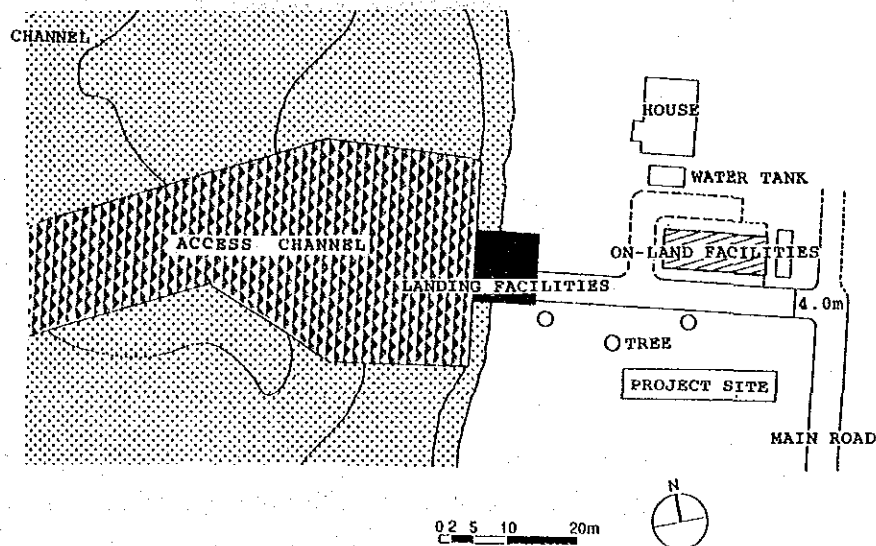 CHANNEL
HOUSE
WATER TANK
ACCESS CHANNEL
ON-LAND FACILITIES
LANDING FACILITIES
4.0m
TREE
PROJECT SITE
MAIN ROAD
N
0 2 5 10 20m